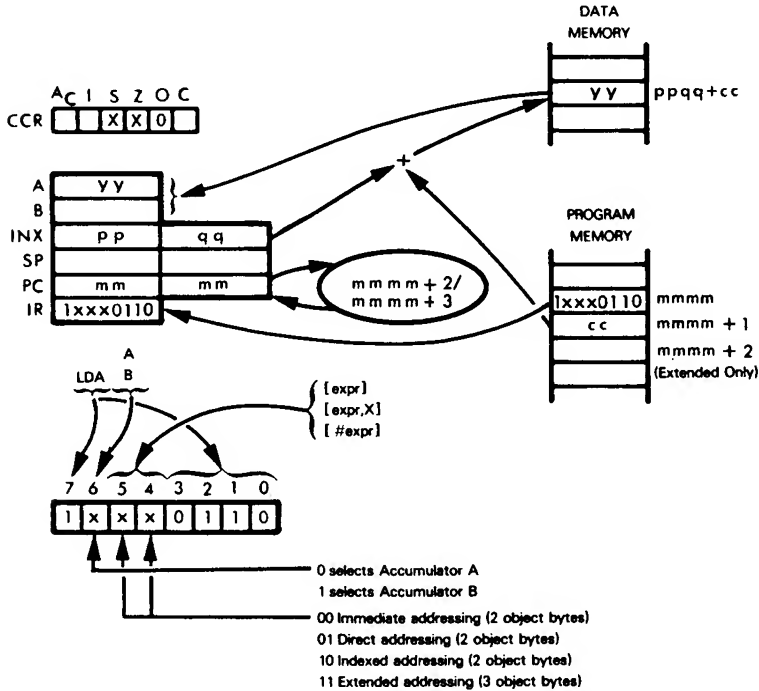 DATA
MEMORY
A C I S Z O C
CCR X X 0
yy ppqq+cc
+
A yy
B
INX pp qq
SP
PC mm mm
IR 1xxx0110
mmmm + 2/
mmmm + 3
PROGRAM
MEMORY
1xxx0110 mmmm
cc mmmm + 1
mmmm + 2
(Extended Only)
LDA A
B
[expr]
[expr,X]
[#expr]
7 6 5 4 3 2 1 0
1 x x x 0 1 1 0
0 selects Accumulator A
1 selects Accumulator B
00 Immediate addressing (2 object bytes)
01 Direct addressing (2 object bytes)
10 Indexed addressing (2 object bytes)
11 Extended addressing (3 object bytes)